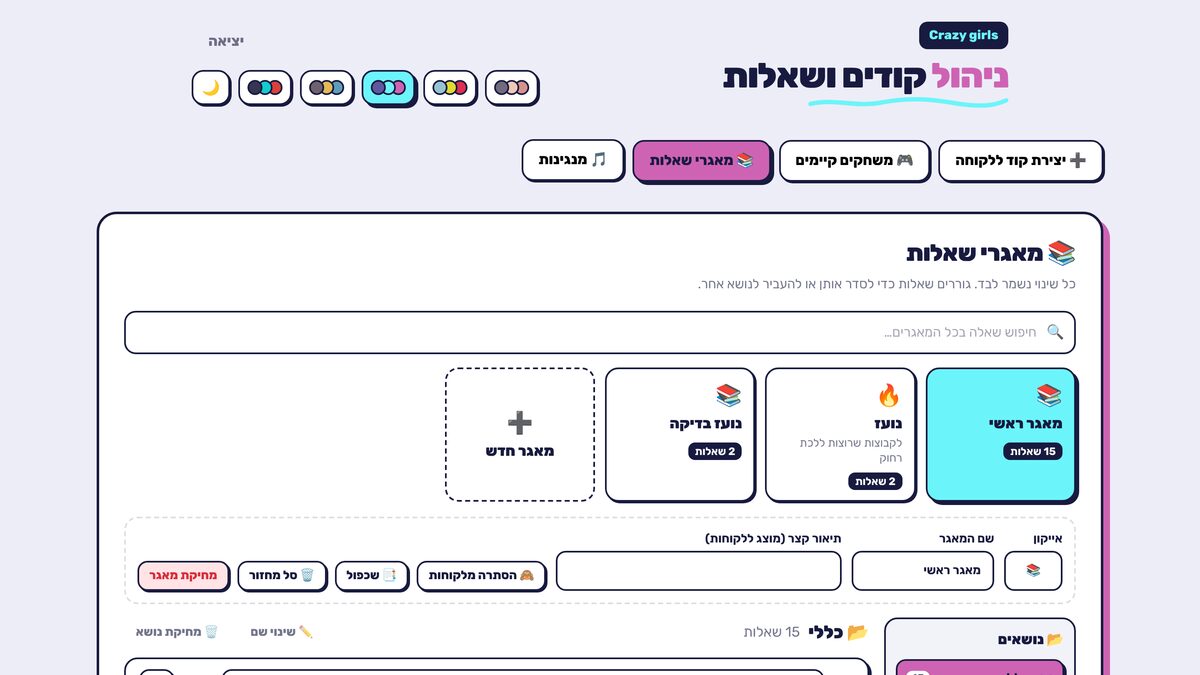 Crazy girls
ניהול קודים ושאלות
יציאה
➕ יצירת קוד ללקוחה
🎮 משחקים קיימים
📚 מאגרי שאלות
🎵 מנגינות
📚 מאגרי שאלות
כל שינוי נשמר לבד. גוררים שאלות כדי לסדר אותן או להעביר לנושא אחר.
🔍 חיפוש שאלה בכל המאגרים...
📚
מאגר ראשי
15 שאלות
🔥
נועז
לקבוצות שרוצות ללכת
רחוק
2 שאלות
📚
נועז בדיקה
2 שאלות
➕
מאגר חדש
אייקון
📚
שם המאגר
מאגר ראשי
תיאור קצר (מוצג ללקוחות)
🙈 הסתרה מלקוחות
📑 שכפול
🗑️ סל מחזור
מחיקת מאגר
📂 נושאים
📂 כללי 15 שאלות
✏️ שינוי שם
🗑️ מחיקת נושא